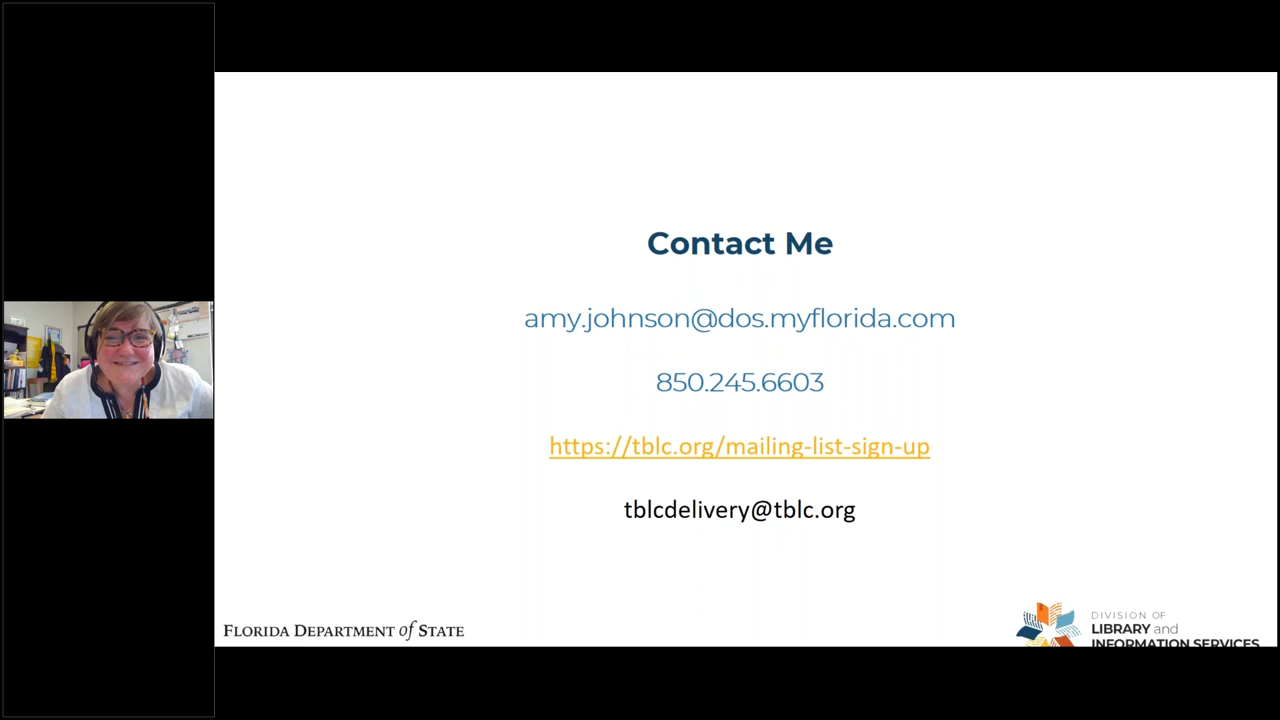 Contact Me
amy.johnson@dos.myflorida.com
850.245.6603
https://tblc.org/mailing-list-sign-up
tblcdelivery@tblc.org
FLORIDA DEPARTMENT of STATE
DIVISION OF
LIBRARY and
INFORMATION SERVICES